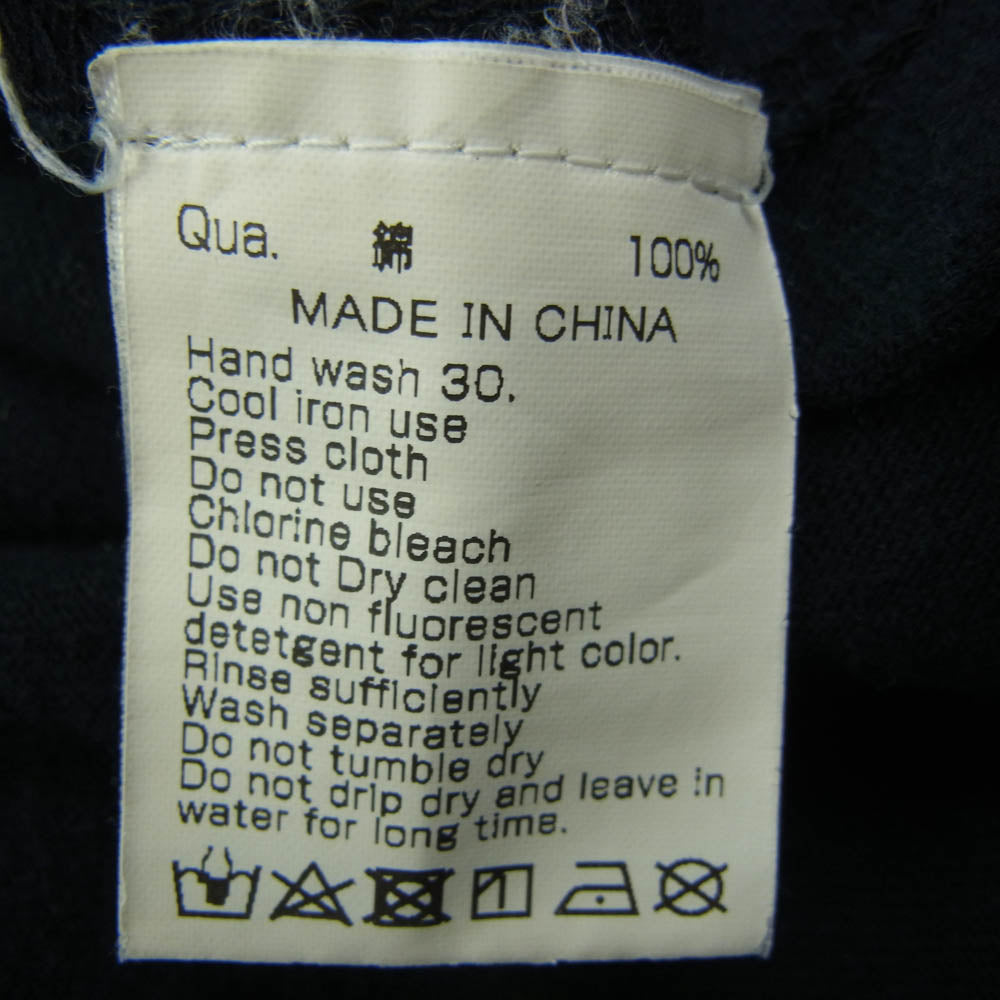 Qua. 綿 100%
MADE IN CHINA
Hand wash 30.
Cool iron use
Press cloth
Do not use
Chlorine bleach
Do not Dry clean
Use non fluorescent
detetgent for light color.
Rinse sufficiently
Wash separately
Do not tumble dry
Do not drip dry and leave in
water for long time.